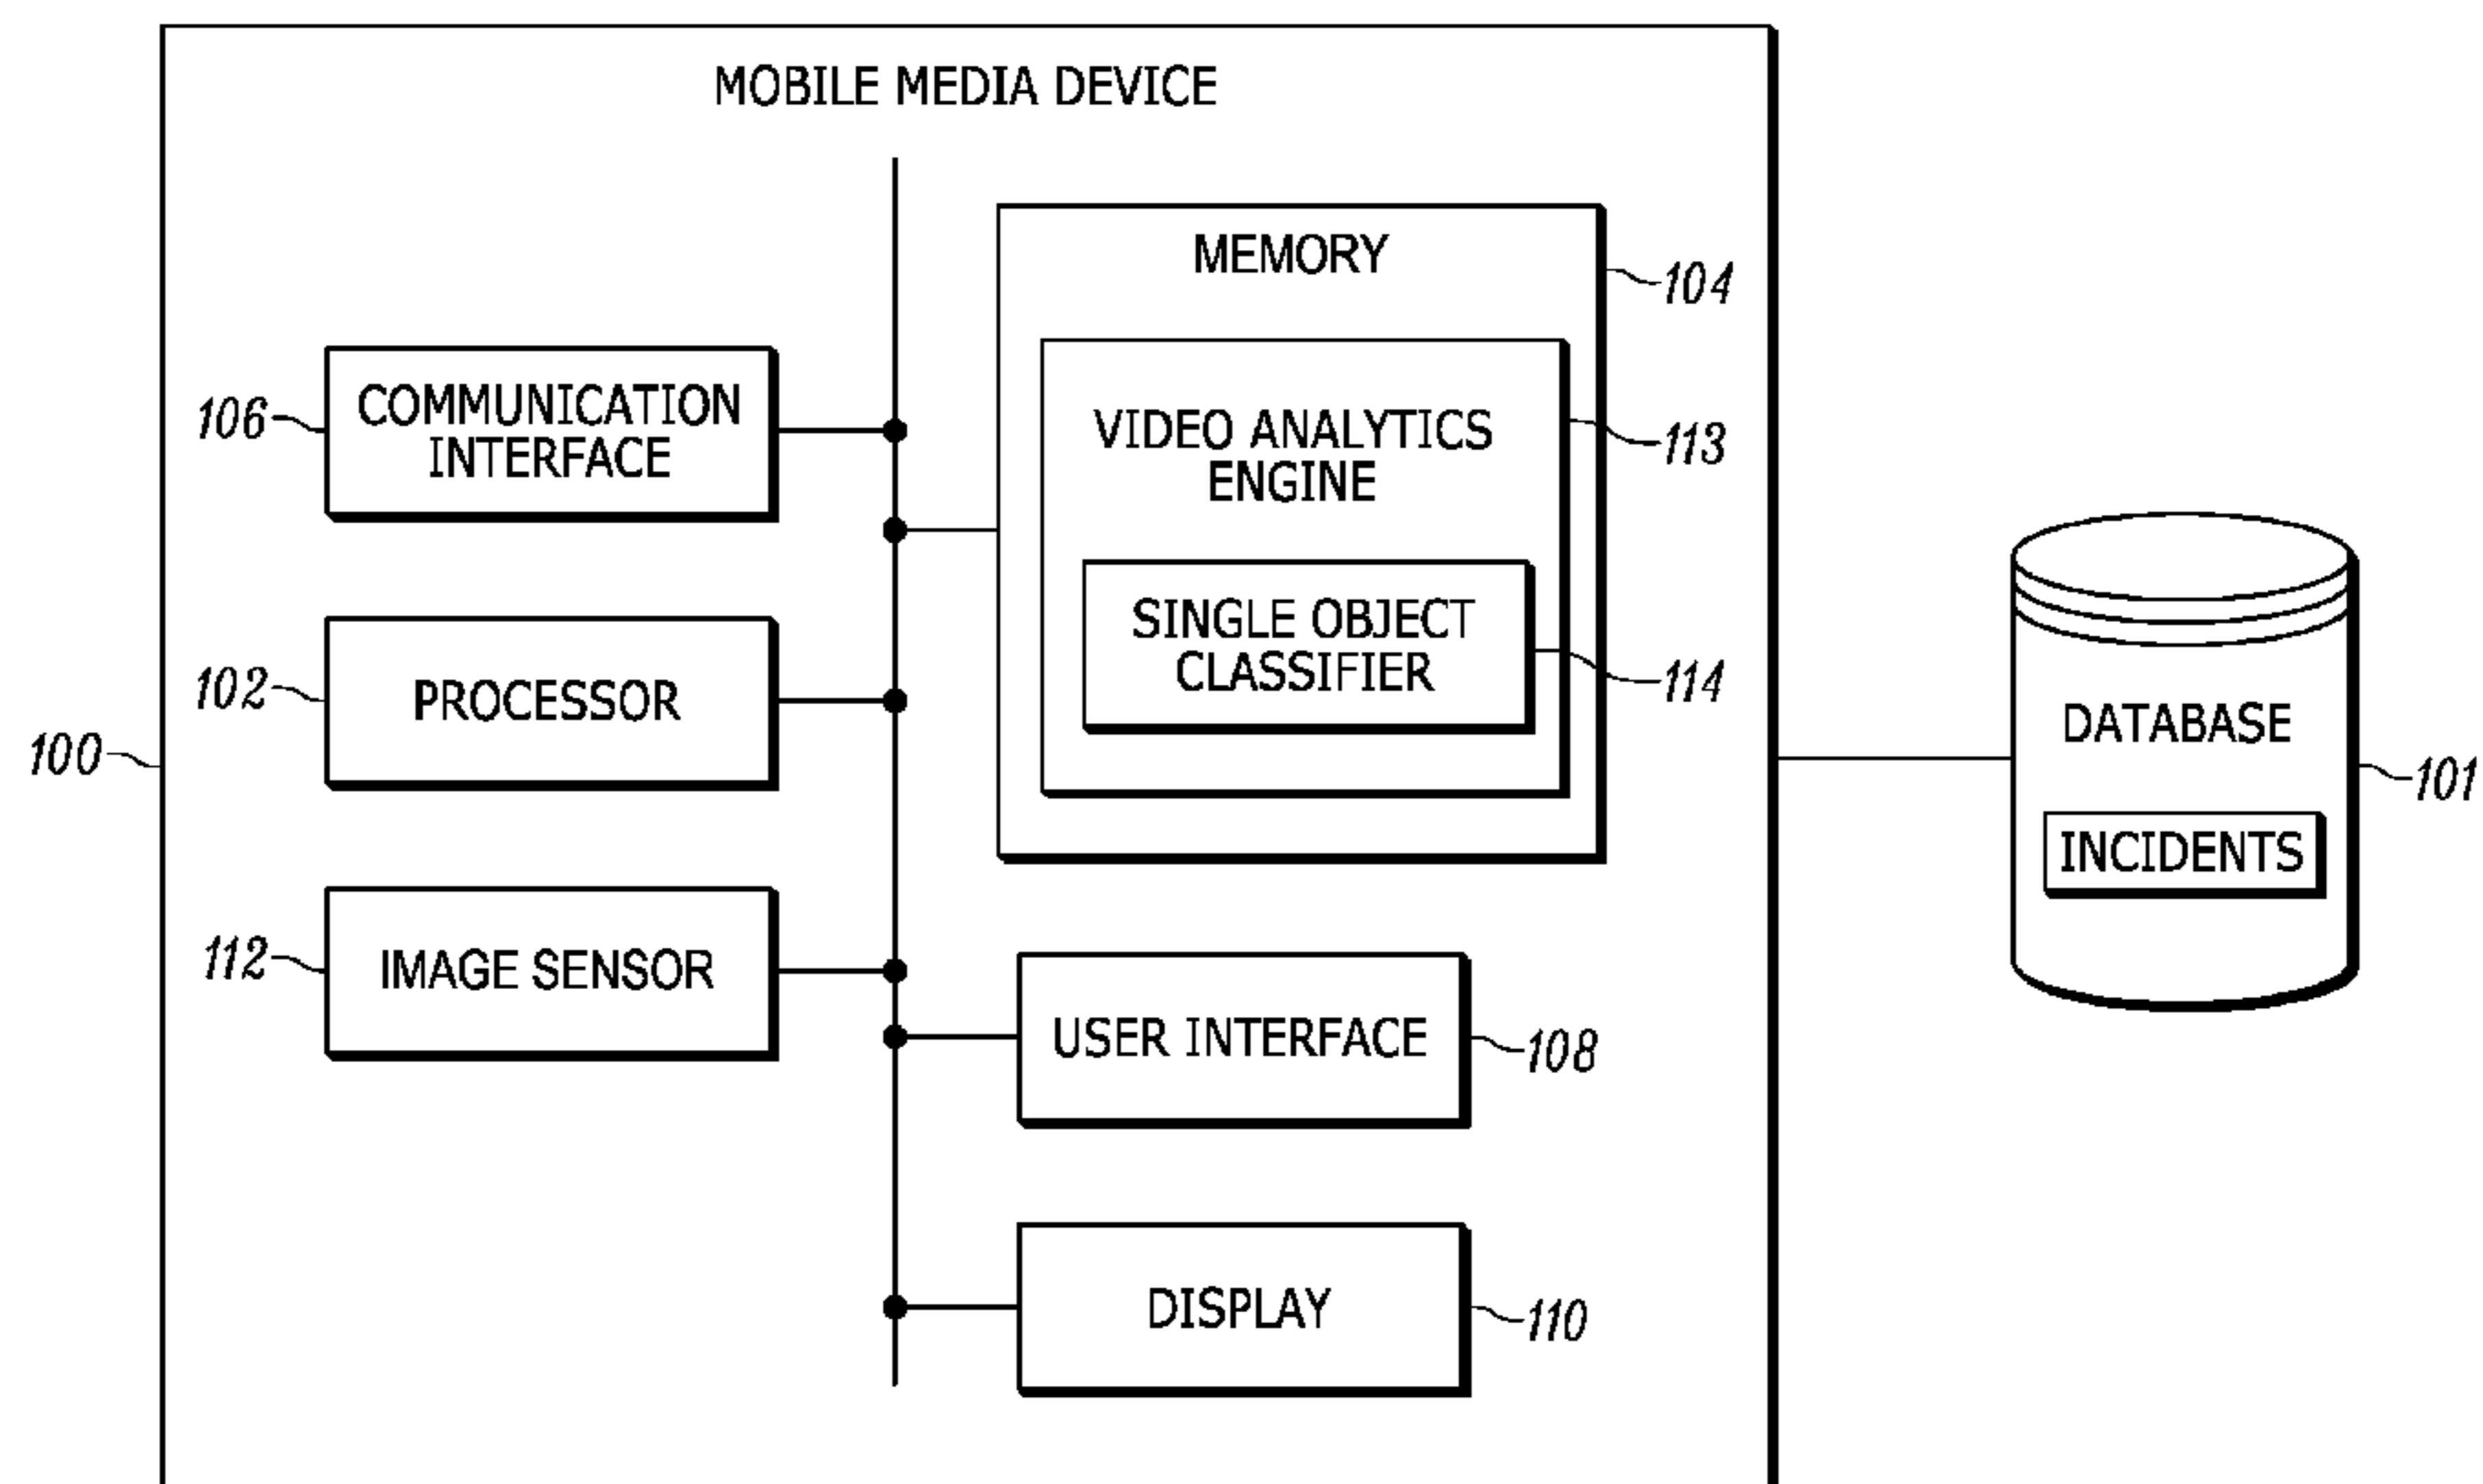 MOBILE MEDIA DEVICE
MEMORY
104
106
COMMUNICATION
INTERFACE
VIDEO ANALYTICS
ENGINE
113
SINGLE OBJECT
CLASSIFIER
114
102
PROCESSOR
100
DATABASE
101
INCIDENTS
112
IMAGE SENSOR
USER INTERFACE
108
DISPLAY
110